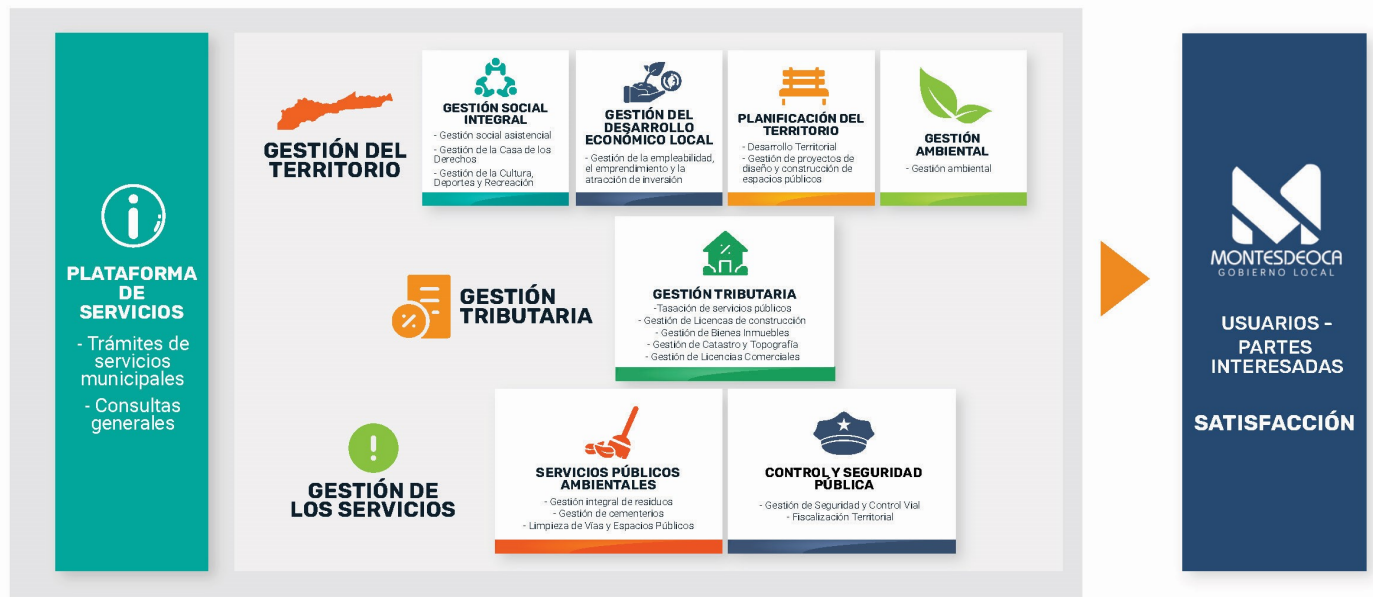 PLATAFORMA
DE
SERVICIOS
- Trámites de
servicios
municipales
- Consultas
generales
GESTIÓN DEL
TERRITORIO
GESTIÓN SOCIAL
INTEGRAL
- Gestión social asistencial
- Gestión de la Casa de los
Derechos
- Gestión de la Cultura,
Deportes y Recreación
GESTIÓN DEL
DESARROLLO
ECONÓMICO LOCAL
- Gestión de la empleabilidad,
el emprendimiento y la
atracción de inversión
PLANIFICACIÓN DEL
TERRITORIO
- Desarrollo Territorial
- Gestión de proyectos de
diseño y construcción de
espacios públicos
GESTIÓN
AMBIENTAL
- Gestión ambiental
GESTIÓN
TRIBUTARIA
GESTIÓN TRIBUTARIA
-Tasación de servicios públicos
- Gestión de Licencas de construcción
- Gestión de Bienes Inmuebles
- Gestión de Catastro y Topografía
- Gestión de Licencias Comerciales
GESTIÓN DE
LOS SERVICIOS
SERVICIOS PÚBLICOS
AMBIENTALES
- Gestión integral de residuos
- Gestión de cementerios
- Limpieza de Vías y Espacios Públicos
CONTROL Y SEGURIDAD
PÚBLICA
- Gestión de Seguridad y Control Vial
- Fiscalización Territorial
MONTESDEOCA
GOBIERNO LOCAL
USUARIOS -
PARTES
INTERESADAS
SATISFACCIÓN